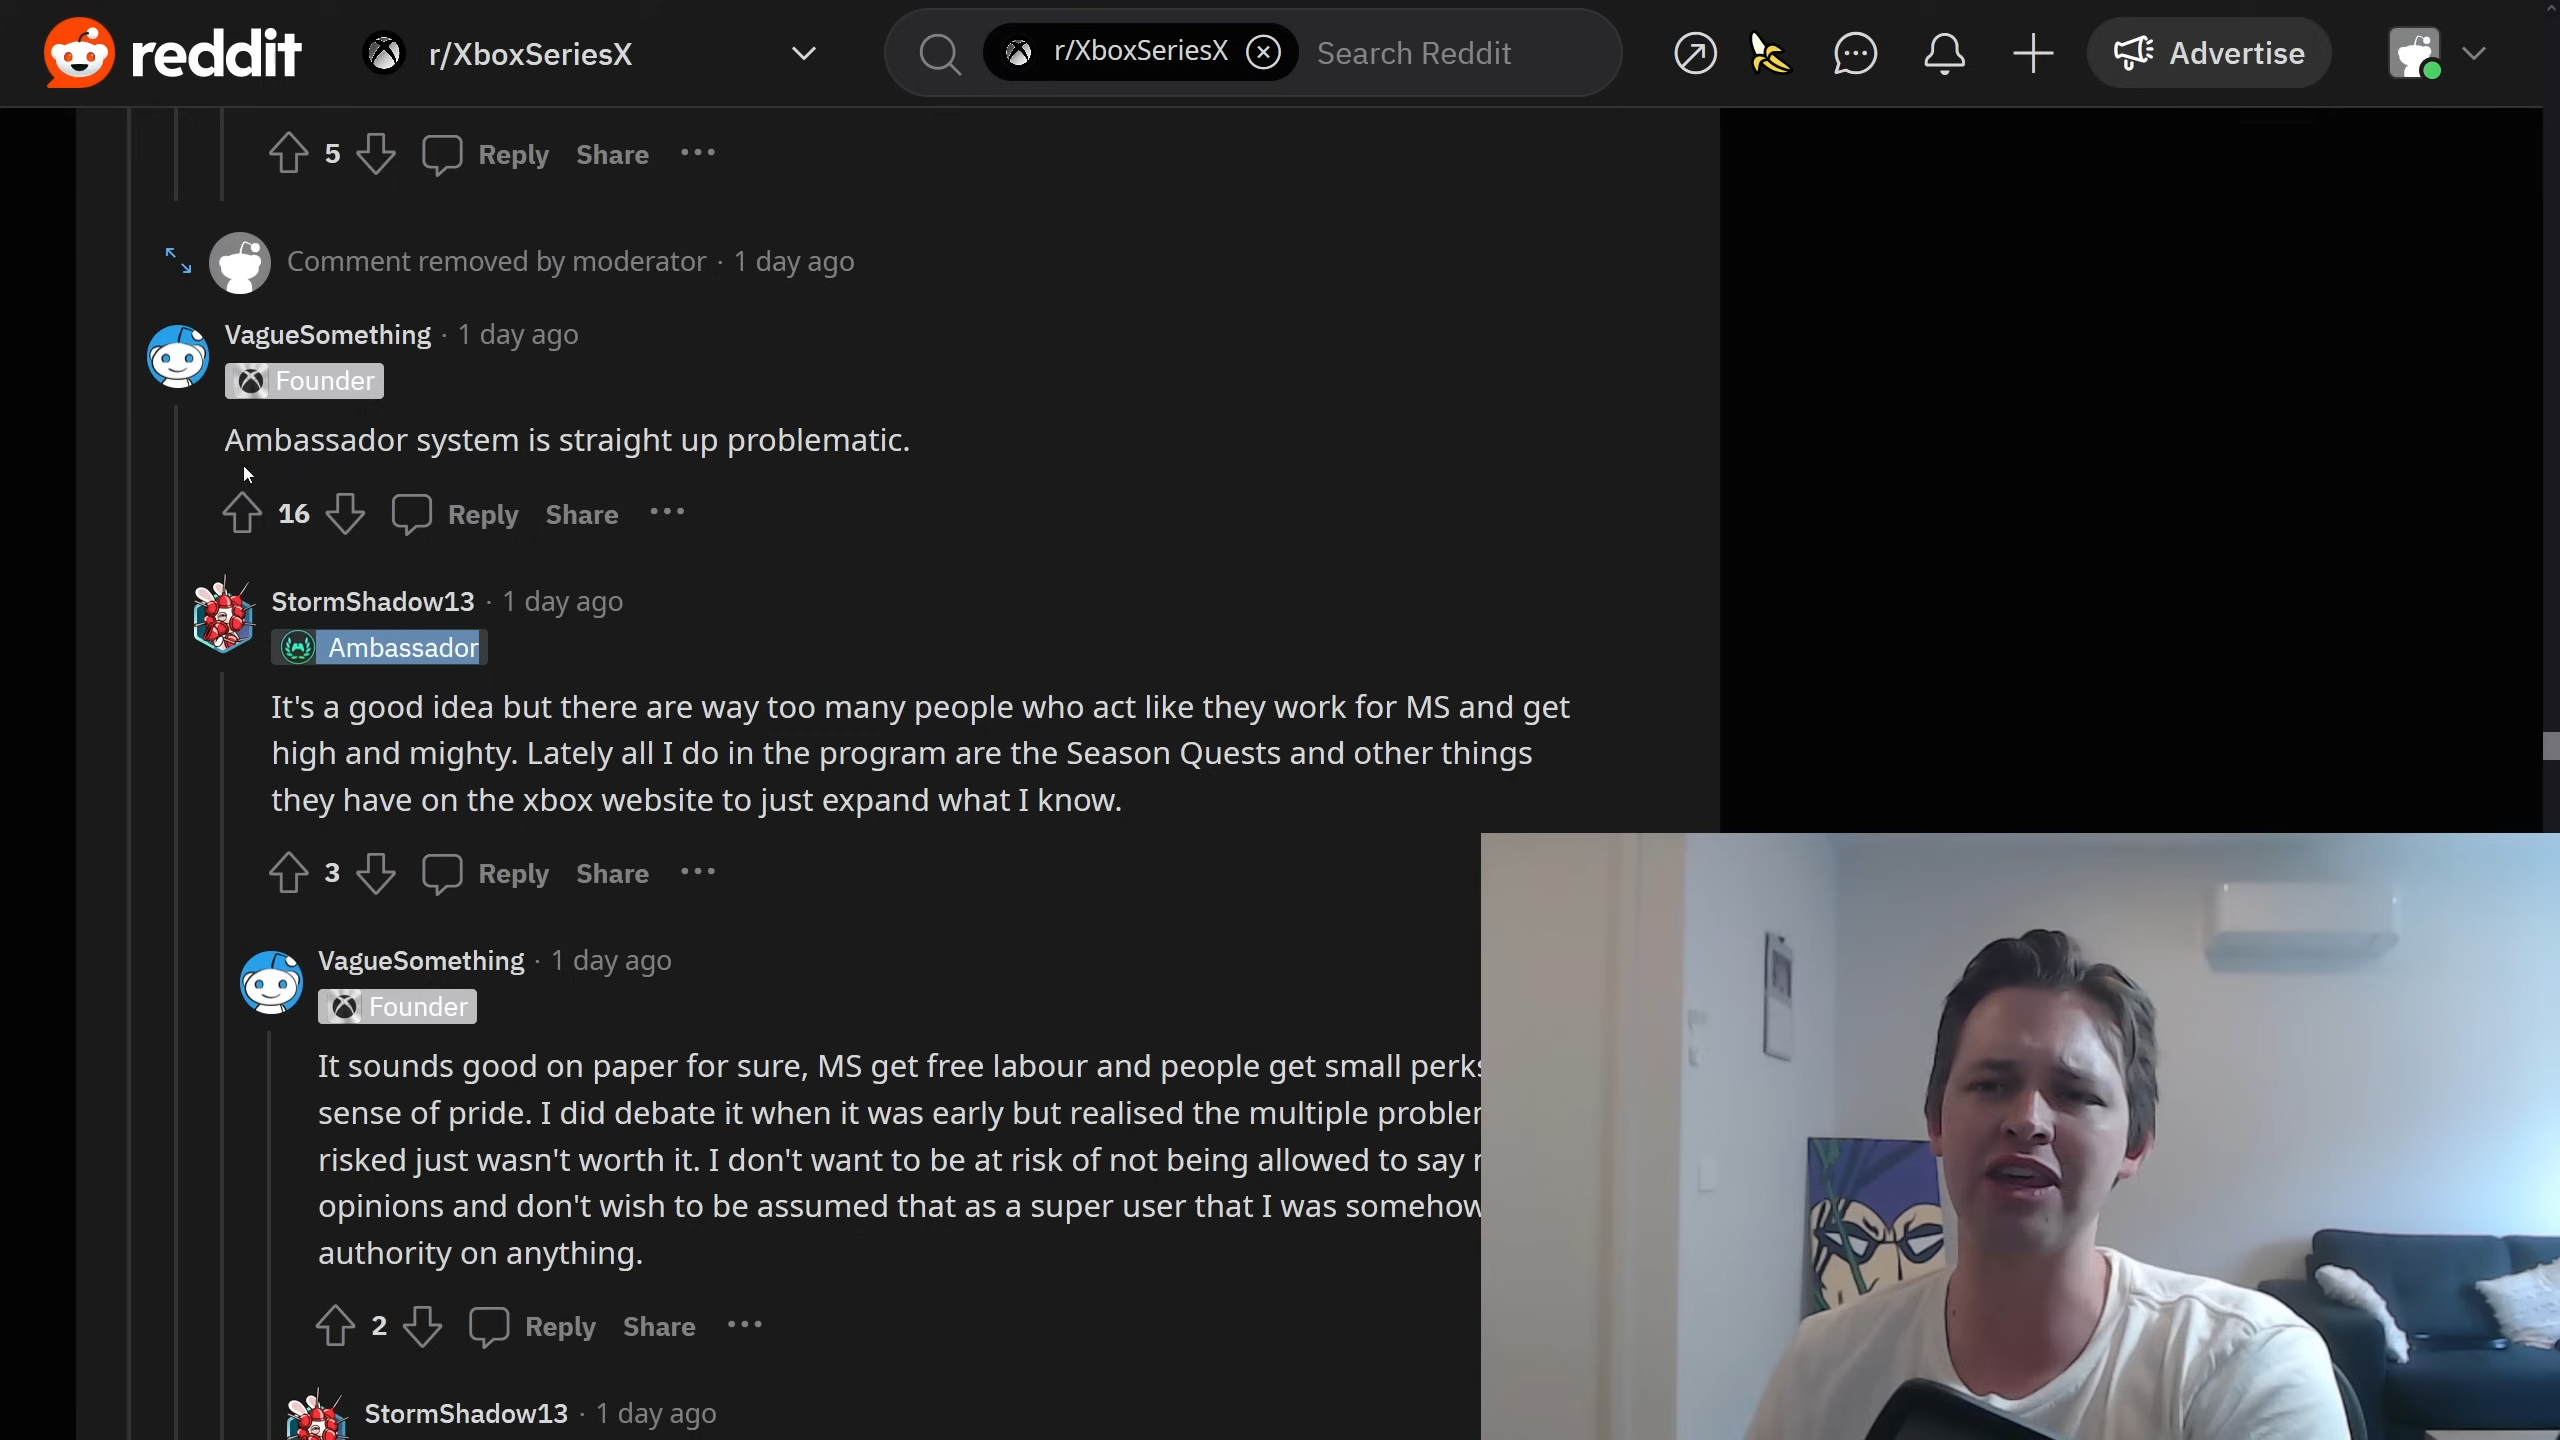 reddit r/XboxSeriesX r/XboxSeriesX Search Reddit Advertise
5 Reply Share
Comment removed by moderator · 1 day ago
VagueSomething · 1 day ago
Founder
Ambassador system is straight up problematic.
16 Reply Share
StormShadow13 · 1 day ago
Ambassador
It's a good idea but there are way too many people who act like they work for MS and get
high and mighty. Lately all I do in the program are the Season Quests and other things
they have on the xbox website to just expand what I know.
3 Reply Share
VagueSomething · 1 day ago
Founder
It sounds good on paper for sure, MS get free labour and people get small perks
sense of pride. I did debate it when it was early but realised the multiple
risked just wasn't worth it. I don't want to be at risk of not being allowed to say
opinions and don't wish to be assumed that as a super user that I was somehow
authority on anything.
2 Reply Share
StormShadow13 · 1 day ago